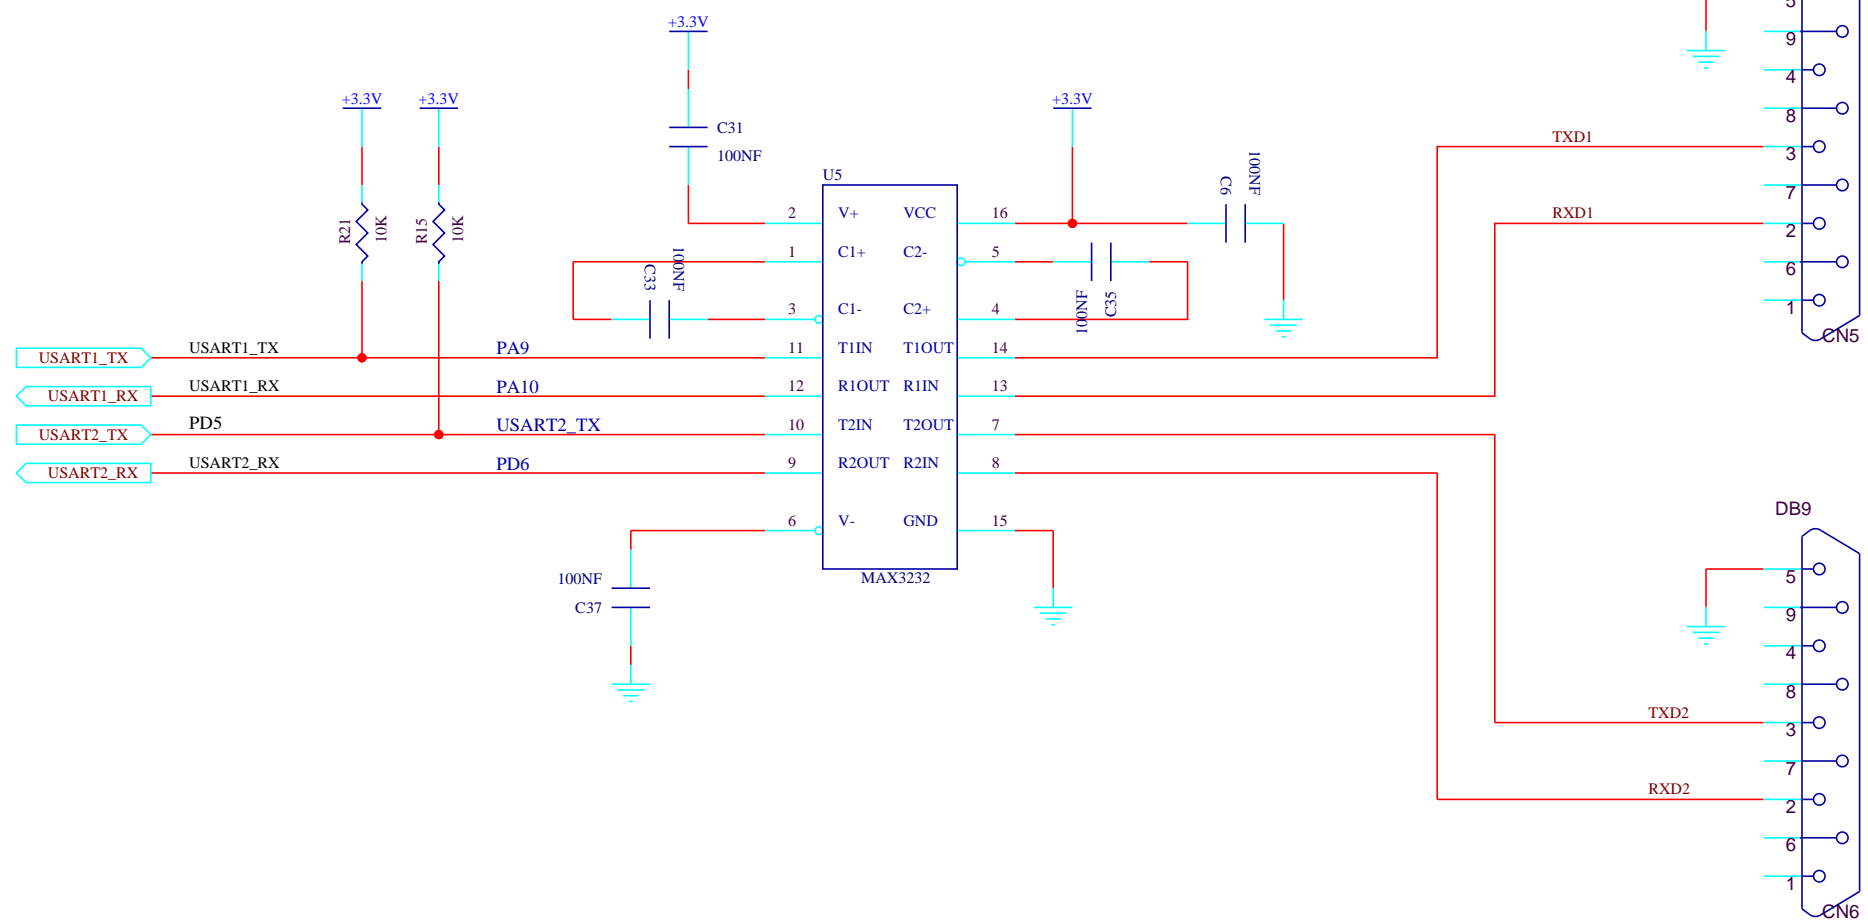 +3.3V
+3.3V
+3.3V
+3.3V
C31
100NF
R21
10K
R15
10K
U5
2
V+
VCC
16
1
C1+
C2-
5
3
C1-
C2+
4
11
T1IN
T1OUT
14
12
R1OUT
R1IN
13
10
T2IN
T2OUT
7
9
R2OUT
R2IN
8
6
V-
GND
15
MAX3232
C33
100NF
C6
100NF
100NF
C35
USART1_TX
USART1_TX
PA9
USART1_RX
USART1_RX
PA10
USART2_TX
PD5
USART2_TX
USART2_RX
USART2_RX
PD6
100NF
C37
TXD1
RXD1
5
9
4
8
3
7
2
6
1
CN5
DB9
TXD2
RXD2
5
9
4
8
3
7
2
6
1
CN6